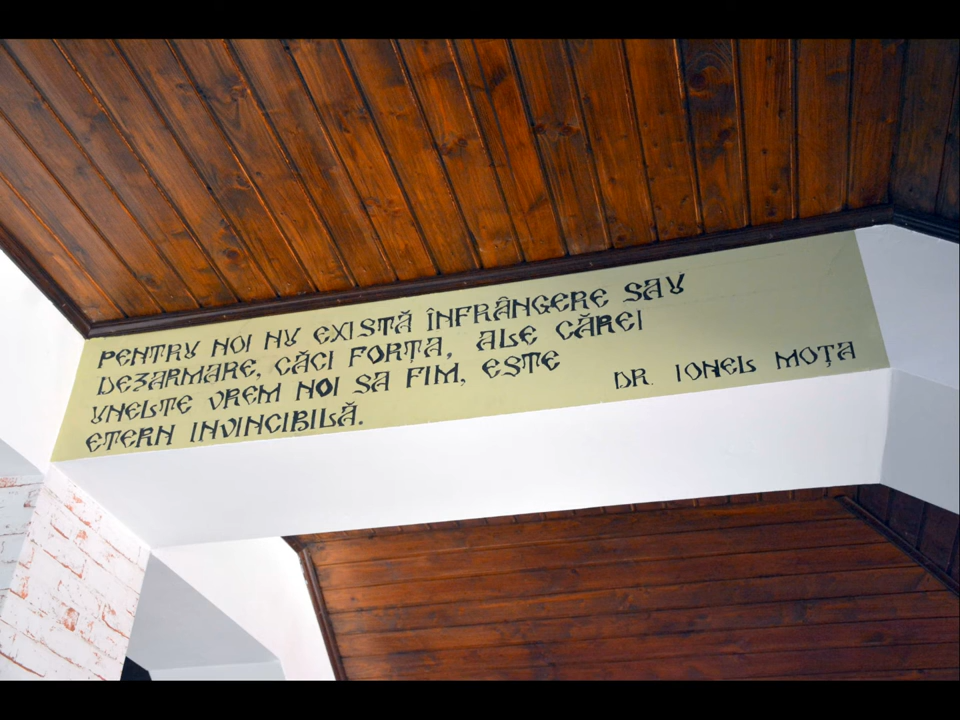 PENTRU NOI NU EXISTĂ ÎNFRÂNGERE SAU
DEZARMARE, CĂCI FORȚA, ALE CĂREI
UNELTE VREM NOI SA FIM, ESTE
ETERN INVINCIBILĂ.
DR. IONEL MOȚA